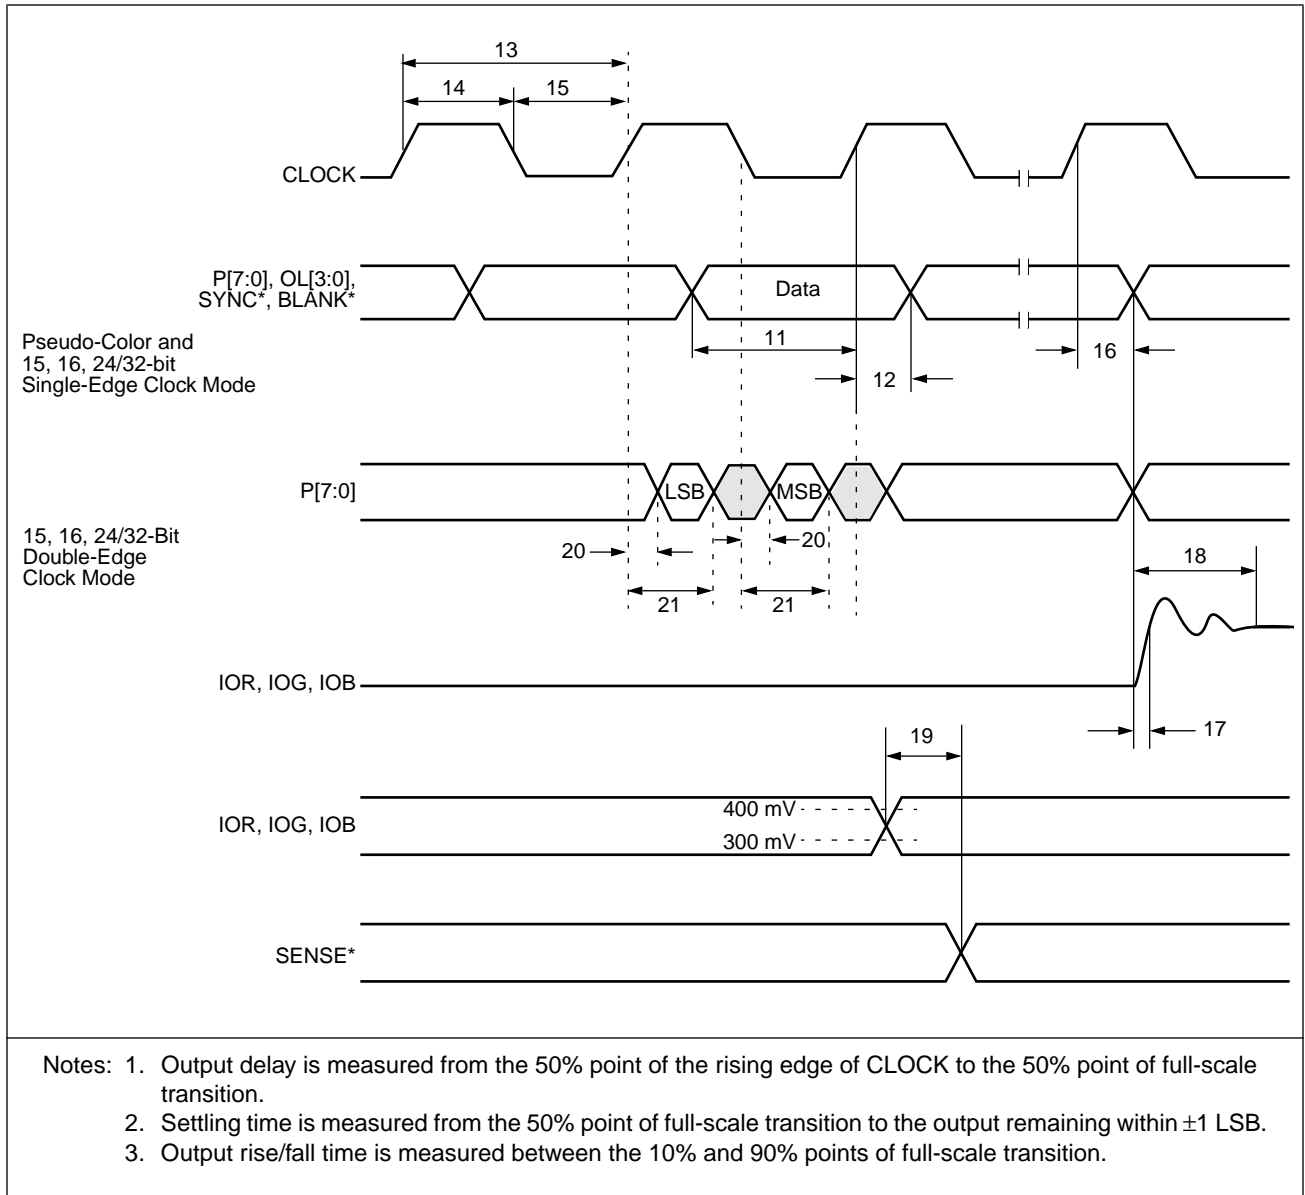 13
14 15
CLOCK
P[7:0], OL[3:0],
SYNC*, BLANK*
Data
Pseudo-Color and
15, 16, 24/32-bit
Single-Edge Clock Mode
11
12
16
P[7:0]
LSB
MSB
15, 16, 24/32-Bit
Double-Edge
Clock Mode
20
20
21
21
18
IOR, IOG, IOB
17
19
IOR, IOG, IOB
400 mV
300 mV
SENSE*
Notes: 1. Output delay is measured from the 50% point of the rising edge of CLOCK to the 50% point of full-scale
transition.
2. Settling time is measured from the 50% point of full-scale transition to the output remaining within ±1 LSB.
3. Output rise/fall time is measured between the 10% and 90% points of full-scale transition.